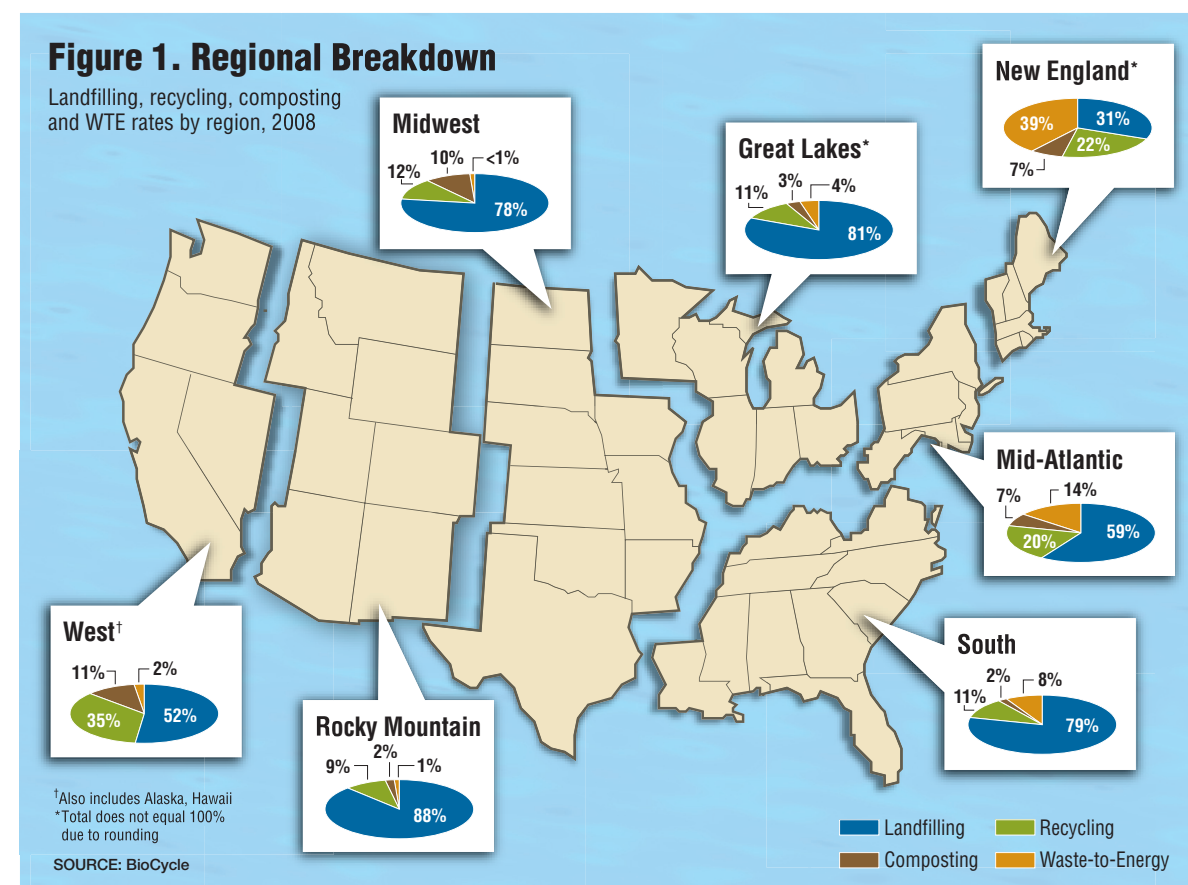 Figure 1. Regional Breakdown
Landfilling, recycling, composting
and WTE rates by region, 2008
Midwest
12%
10%
<1%
78%
Great Lakes*
11%
3%
4%
81%
New England*
39%
31%
22%
7%
Mid-Atlantic
7%
14%
20%
59%
West†
11%
2%
35%
52%
Rocky Mountain
9%
2%
1%
88%
South
11%
2%
8%
79%
†Also includes Alaska, Hawaii
*Total does not equal 100%
due to rounding
SOURCE: BioCycle
Landfilling
Recycling
Composting
Waste-to-Energy